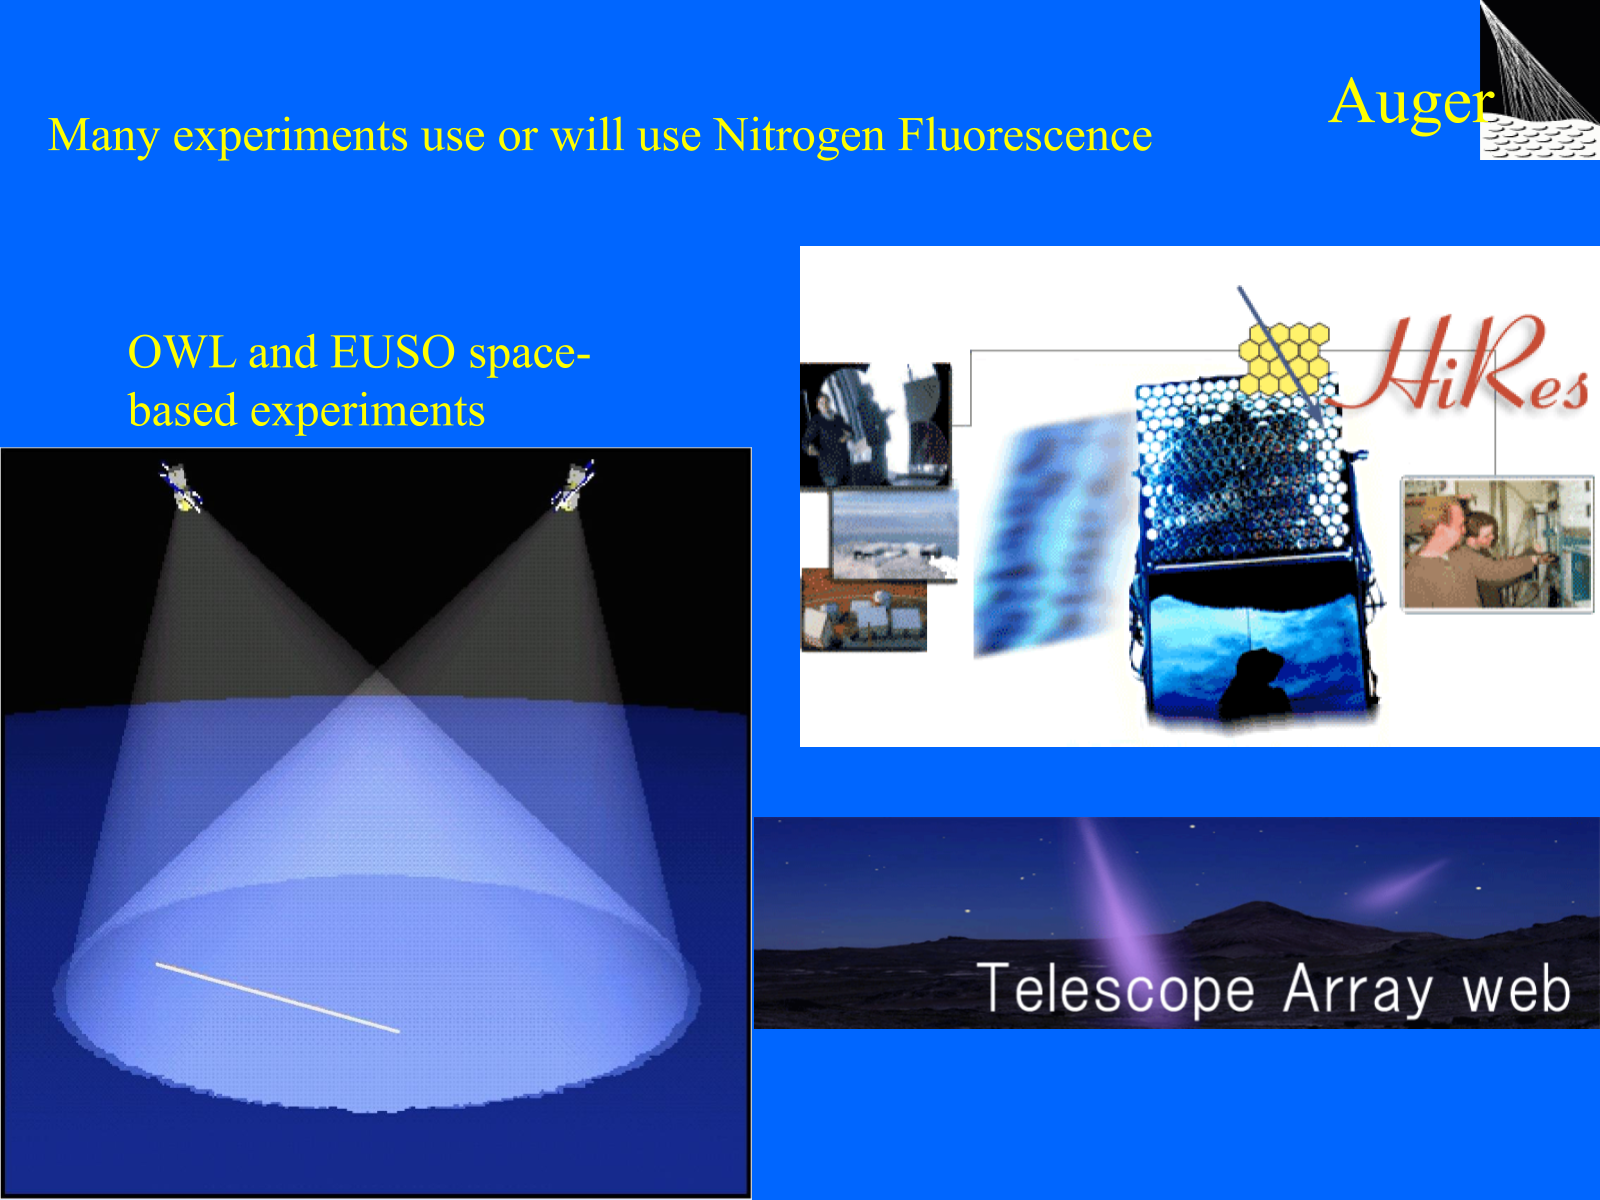 Auger
Many experiments use or will use Nitrogen Fluorescence
OWL and EUSO space-
based experiments
HiRes
Telescope Array web